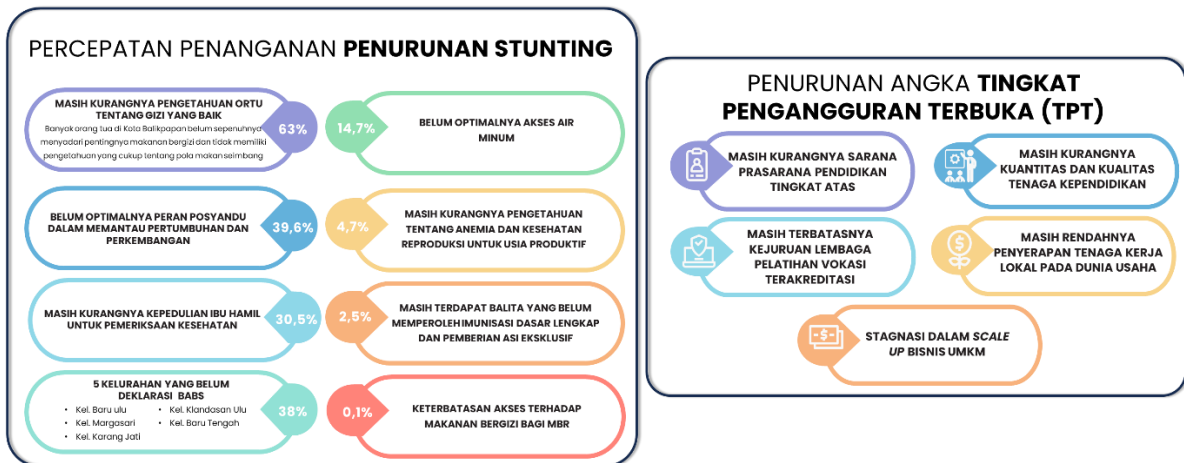 PERCEPATAN PENANGANAN PENURUNAN STUNTING
MASIH KURANGNYA PENGETAHUAN ORTU
TENTANG GIZI YANG BAIK
Banyak orang tua di Kota Balikpapan belum sepenuhnya
menyadari pentingnya makanan bergizi dan tidak memiliki
pengetahuan yang cukup tentang pola makan seimbang
63%
14,7%
BELUM OPTIMALNYA AKSES AIR
MINUM
BELUM OPTIMALNYA PERAN POSYANDU
DALAM MEMANTAU PERTUMBUHAN DAN
PERKEMBANGAN
39,6%
4,7%
MASIH KURANGNYA PENGETAHUAN
TENTANG ANEMIA DAN KESEHATAN
REPRODUKSI UNTUK USIA PRODUKTIF
MASIH KURANGNYA KEPEDULIAN IBU HAMIL
UNTUK PEMERIKSAAN KESEHATAN
30,5%
2,5%
MASIH TERDAPAT BALITA YANG BELUM
MEMPEROLEH IMUNISASI DASAR LENGKAP
DAN PEMBERIAN ASI EKSKLUSIF
5 KELURAHAN YANG BELUM
DEKLARASI BABS
• Kel. Baru ulu
• Kel. Margasari
• Kel. Karang Jati
• Kel. Klandasan Ulu
• Kel. Baru Tengah
38%
0,1%
KETERBATASAN AKSES TERHADAP
MAKANAN BERGIZI BAGI MBR
PENURUNAN ANGKA TINGKAT
PENGANGGURAN TERBUKA (TPT)
MASIH KURANGNYA SARANA
PRASARANA PENDIDIKAN
TINGKAT ATAS
MASIH KURANGNYA
KUANTITAS DAN KUALITAS
TENAGA KEPENDIDIKAN
MASIH TERBATASNYA
KEJURUAN LEMBAGA
PELATIHAN VOKASI
TERAKREDITASI
MASIH RENDAHNYA
PENYERAPAN TENAGA KERJA
LOKAL PADA DUNIA USAHA
STAGNASI DALAM SCALE
UP BISNIS UMKM